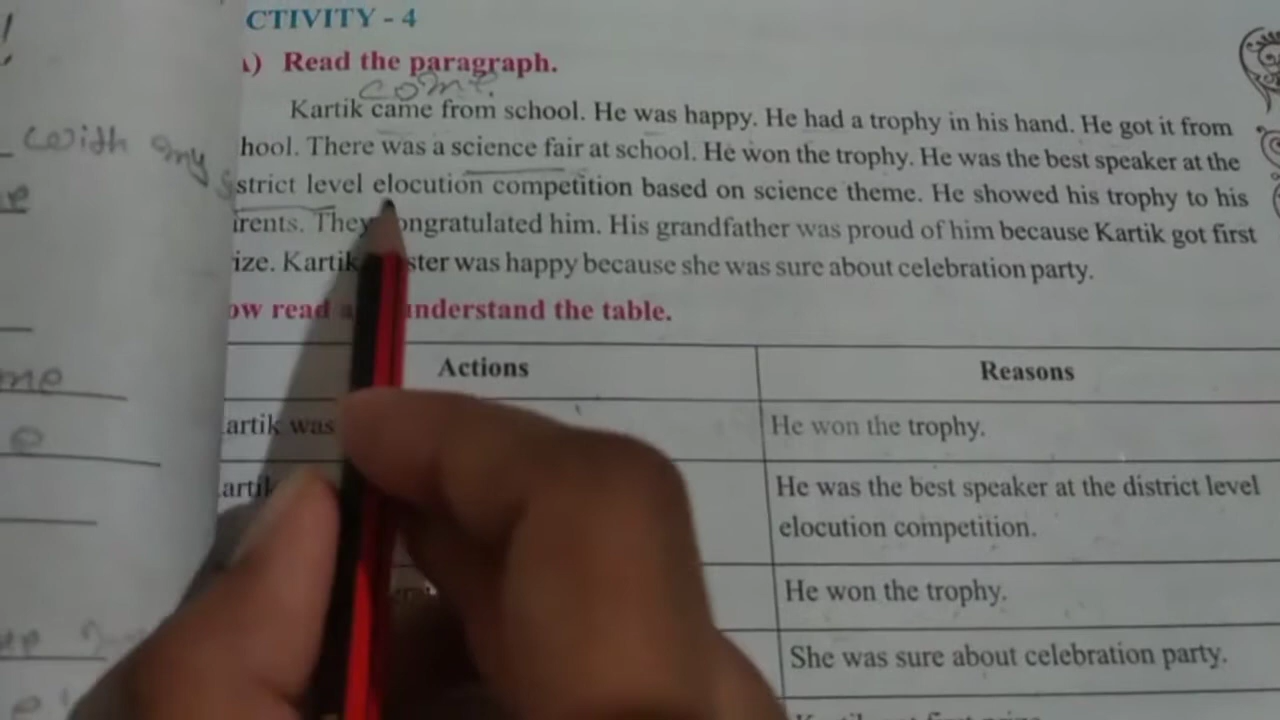 CTIVITY - 4
A) Read the paragraph.
come
Kartik came from school. He was happy. He had a trophy in his hand. He got it from
hool. There was a science fair at school. He won the trophy. He was the best speaker at the
strict level elocution competition based on science theme. He showed his trophy to his
irents. They ongratulated him. His grandfather was proud of him because Kartik got first
ize. Kartik ster was happy because she was sure about celebration party.
ow read understand the table.
Actions Reasons
artik was He won the trophy.
artik He was the best speaker at the district level
elocution competition.
He won the trophy.
She was sure about celebration party.
with my
me
e